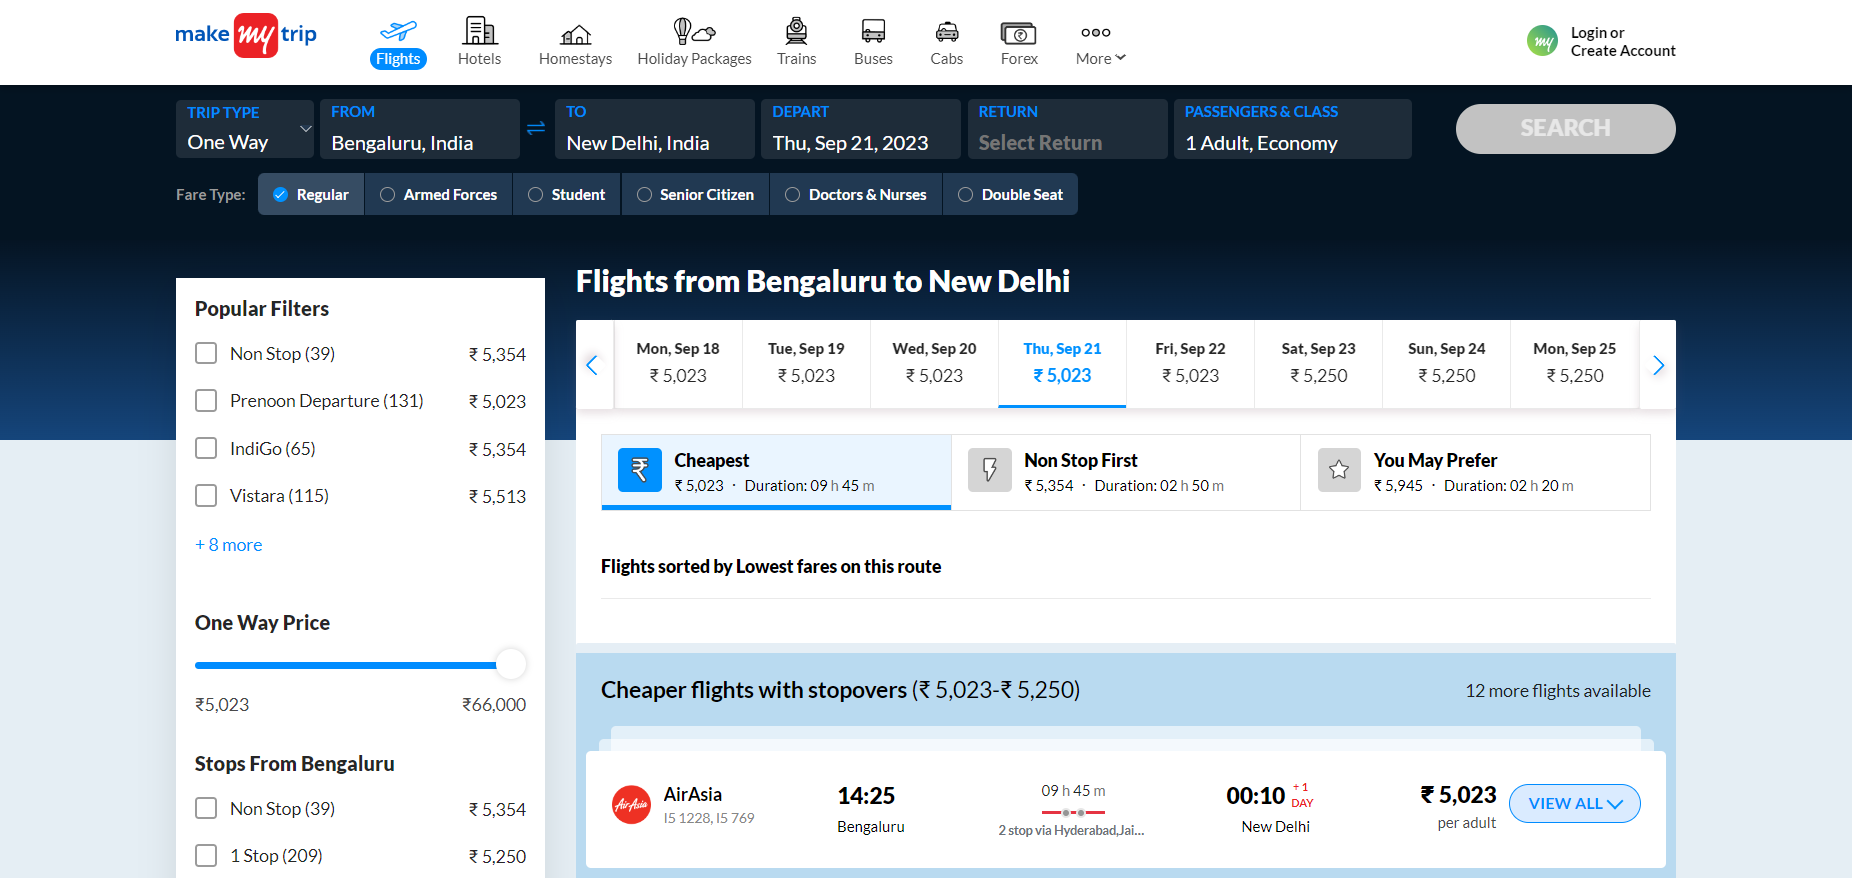 make my trip
Flights
Hotels
Homestays
Holiday Packages
Trains
Buses
Cabs
Forex
More
my
Login or
Create Account
TRIP TYPE
One Way
FROM
Bengaluru, India
TO
New Delhi, India
DEPART
Thu, Sep 21, 2023
RETURN
Select Return
PASSENGERS & CLASS
1 Adult, Economy
SEARCH
Fare Type:
Regular
Armed Forces
Student
Senior Citizen
Doctors & Nurses
Double Seat
Popular Filters
Non Stop (39) ₹ 5,354
Prenoon Departure (131) ₹ 5,023
IndiGo (65) ₹ 5,354
Vistara (115) ₹ 5,513
+ 8 more
One Way Price
₹5,023 ₹66,000
Stops From Bengaluru
Non Stop (39) ₹ 5,354
1 Stop (209) ₹ 5,250
Flights from Bengaluru to New Delhi
Mon, Sep 18
₹ 5,023
Tue, Sep 19
₹ 5,023
Wed, Sep 20
₹ 5,023
Thu, Sep 21
₹ 5,023
Fri, Sep 22
₹ 5,023
Sat, Sep 23
₹ 5,250
Sun, Sep 24
₹ 5,250
Mon, Sep 25
₹ 5,250
₹
Cheapest
₹ 5,023 · Duration: 09 h 45 m
Non Stop First
₹ 5,354 · Duration: 02 h 50 m
You May Prefer
₹ 5,945 · Duration: 02 h 20 m
Flights sorted by Lowest fares on this route
Cheaper flights with stopovers (₹ 5,023-₹ 5,250)
12 more flights available
AirAsia
AirAsia
I5 1228, I5 769
14:25
Bengaluru
09 h 45 m
2 stop via Hyderabad,Jai...
00:10 + 1 DAY
New Delhi
₹ 5,023
per adult
VIEW ALL